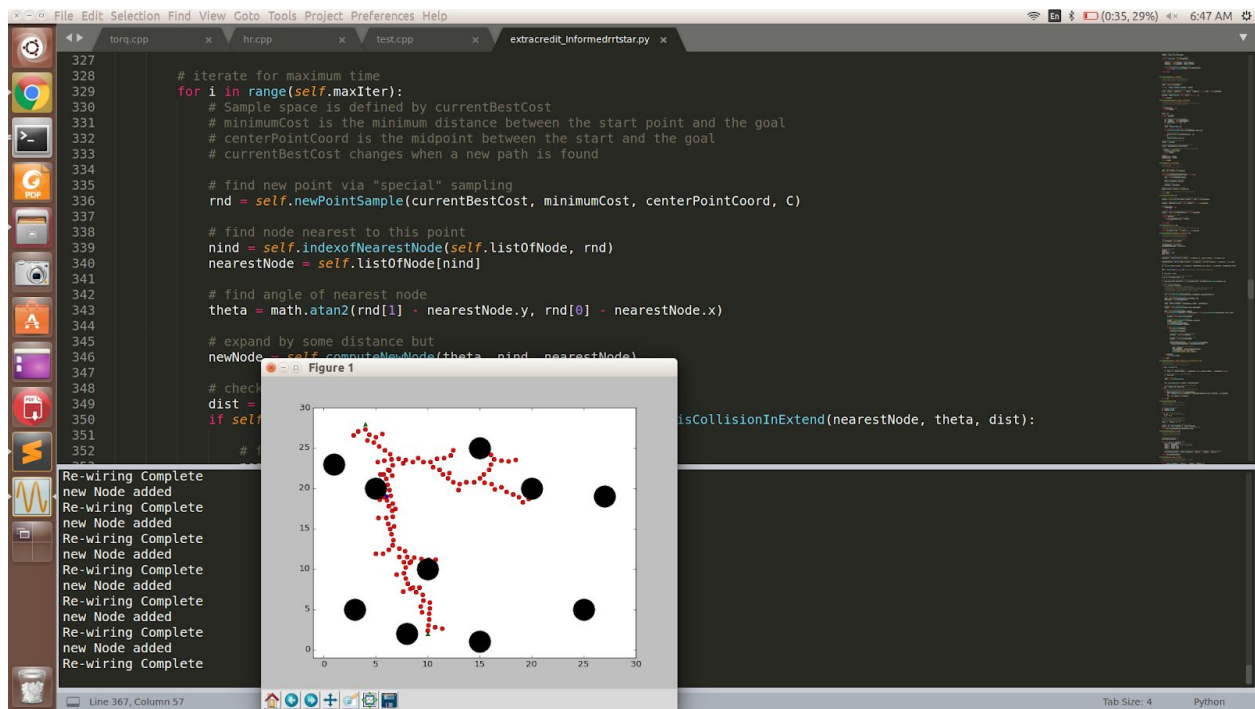 File Edit Selection Find View Goto Tools Project Preferences Help
En (0:35, 29%) 6:47 AM
torq.cpp × hr.cpp × test.cpp × extracredit_Informedrrtstar.py ×
327
328 # iterate for maximum time
329 for i in range(self.maxIter):
330 # Sample space is defined by currentBestCost
331 # minimumCost is the minimum distance between the start point and the goal
332 # centerPointCoord is the midpoint between the start and the goal
333 # currentBestCost changes when a new path is found
334
335 # find new point via "special" sampling
336 rnd = self.newPointSample(currentBestCost, minimumCost, centerPointCoord, C)
337
338 # find node nearest to this point
339 nind = self.indexofNearestNode(self.listOfNode, rnd)
340 nearestNode = self.listOfNode[nind]
341
342 # find angle of nearest node
343 theta = math.atan2(rnd[1] - nearestNode.y, rnd[0] - nearestNode.x)
344
345 # expand by some distance but
346 newNode = self.computeNewNode(theta, nind, nearestNode)
347
348 # check
349 dist =
350 if self isCollisionInExtend(nearestNode, theta, dist):
351
352 # f
Figure 1
30
25
20
15
10
5
0
0 5 10 15 20 25 30
Re-wiring Complete
new Node added
Re-wiring Complete
new Node added
Re-wiring Complete
new Node added
Re-wiring Complete
new Node added
Re-wiring Complete
new Node added
Re-wiring Complete
new Node added
Re-wiring Complete
PDF
PDF
Line 367, Column 57 Tab Size: 4 Python